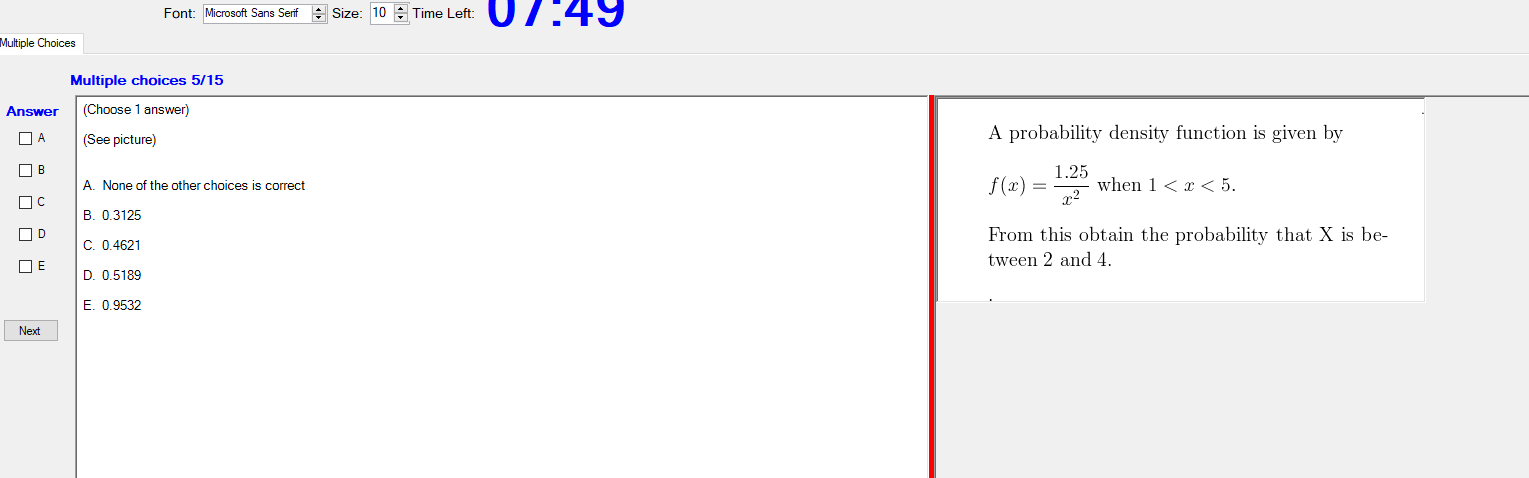 Font: Microsoft Sans Serif Size: 10 Time Left: 07:49
Multiple Choices
Multiple choices 5/15
Answer
A
B
C
D
E
Next
(Choose 1 answer)
(See picture)
A. None of the other choices is correct
B. 0.3125
C. 0.4621
D. 0.5189
E. 0.9532
A probability density function is given by
f(x) = 1.25/x² when 1 < x < 5.
From this obtain the probability that X is be-
tween 2 and 4.